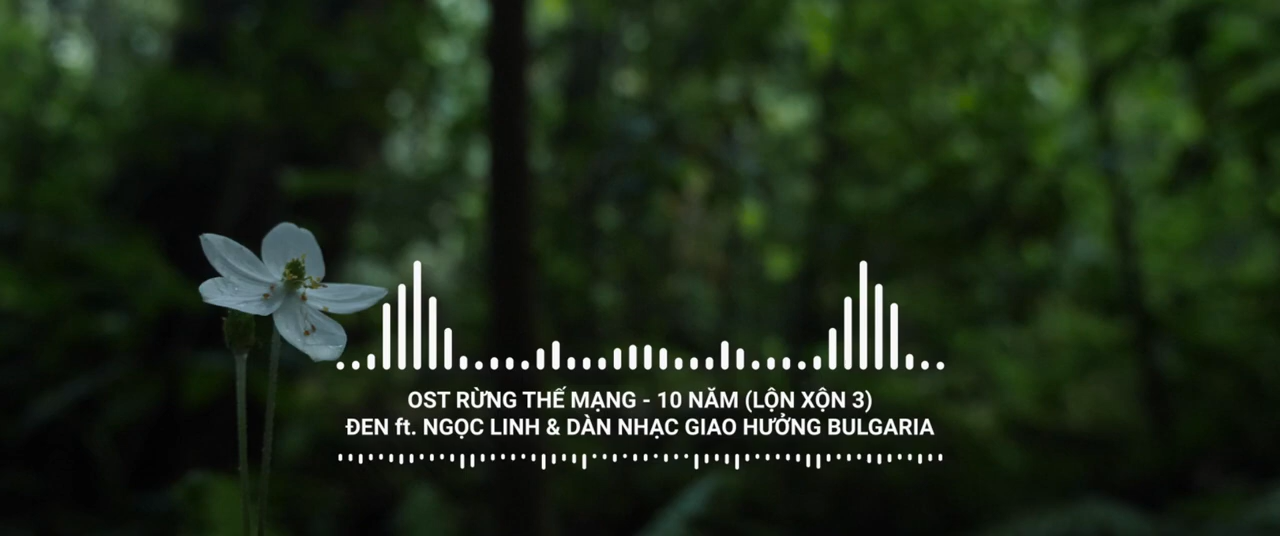 OST RỪNG THẾ MẠNG - 10 NĂM (LỘN XỘN 3)
ĐEN ft. NGỌC LINH & DÀN NHẠC GIAO HƯỞNG BULGARIA